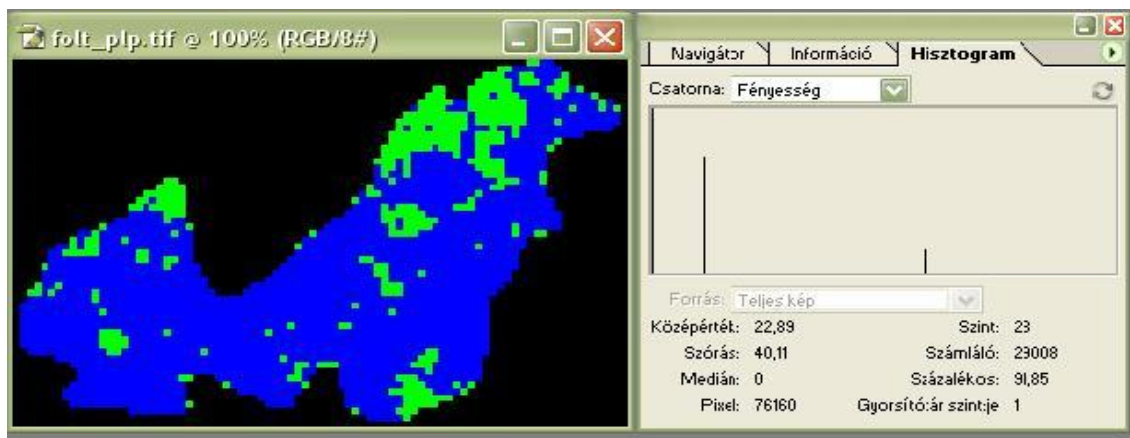 folt_plp.tif @ 100% (RGB/8#)
Navigátor Információ Hisztogram
Csatorna: Fényesség
Forrás: Teljes kép
Középérték: 22,89 Szint: 23
Szórás: 40,11 Számláló: 23008
Medián: 0 Százalékos: 91,85
Pixel: 76160 Gyorsítótár szintje 1